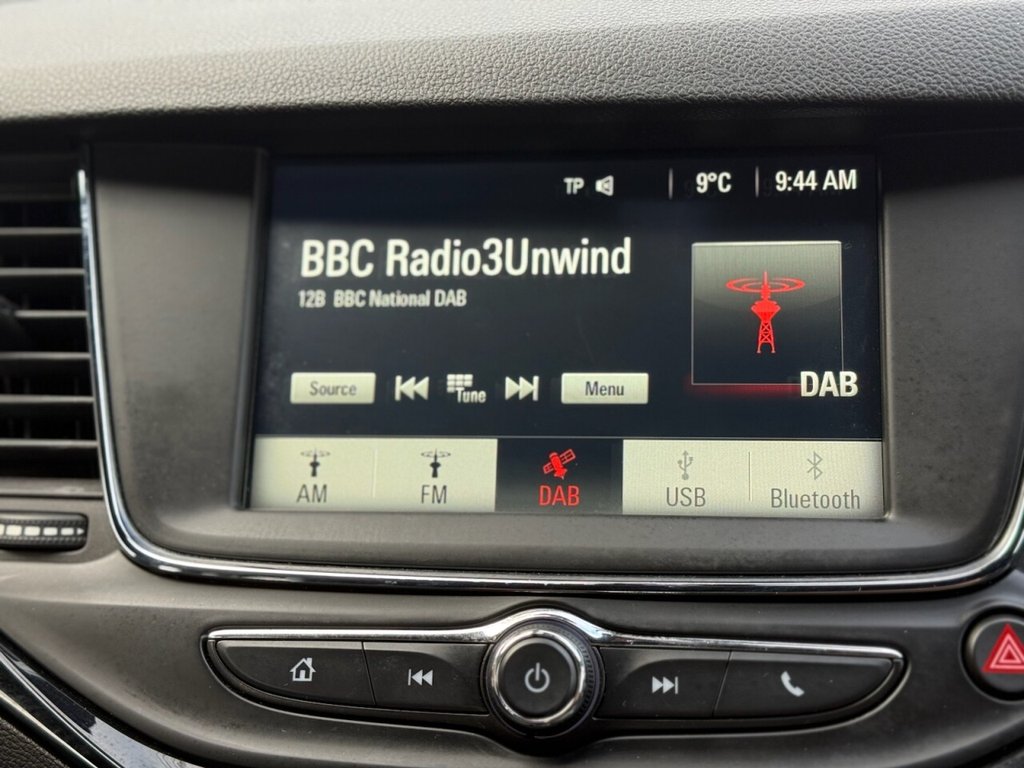 TP 9°C 9:44 AM
BBC Radio3Unwind
12B BBC National DAB
DAB
Source Tune Menu
AM FM DAB USB Bluetooth